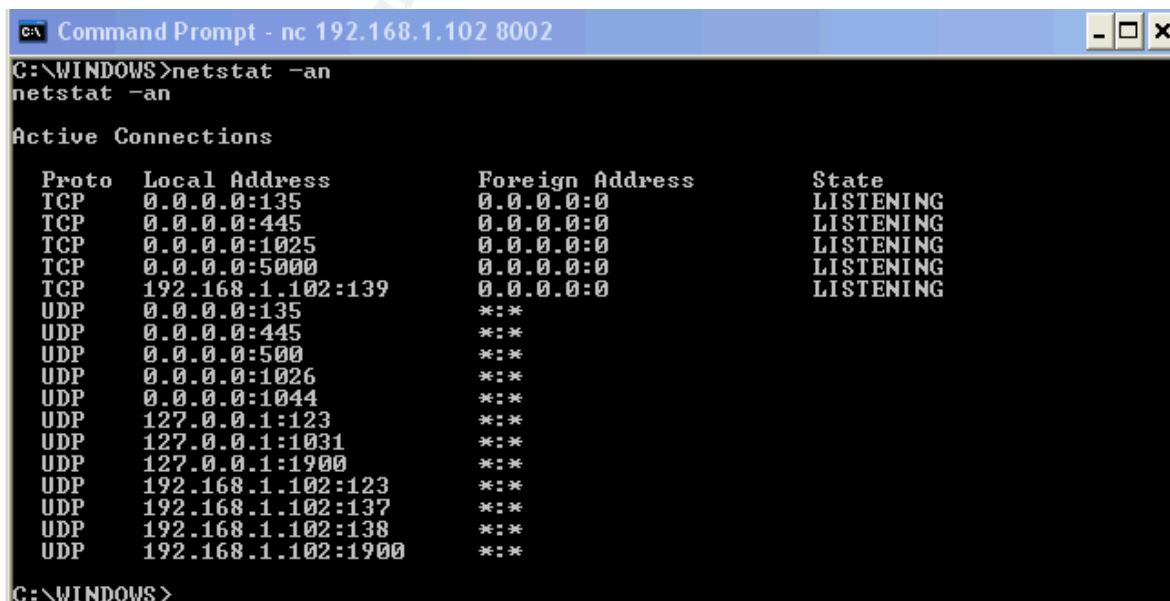 Command Prompt - nc 192.168.1.102 8002
C:\WINDOWS>netstat -an
netstat -an
Active Connections
Proto Local Address Foreign Address State
TCP 0.0.0.0:135 0.0.0.0:0 LISTENING
TCP 0.0.0.0:445 0.0.0.0:0 LISTENING
TCP 0.0.0.0:1025 0.0.0.0:0 LISTENING
TCP 0.0.0.0:5000 0.0.0.0:0 LISTENING
TCP 192.168.1.102:139 0.0.0.0:0 LISTENING
UDP 0.0.0.0:135 *:*
UDP 0.0.0.0:445 *:*
UDP 0.0.0.0:500 *:*
UDP 0.0.0.0:1026 *:*
UDP 0.0.0.0:1044 *:*
UDP 127.0.0.1:123 *:*
UDP 127.0.0.1:1031 *:*
UDP 127.0.0.1:1900 *:*
UDP 192.168.1.102:123 *:*
UDP 192.168.1.102:137 *:*
UDP 192.168.1.102:138 *:*
UDP 192.168.1.102:1900 *:*
C:\WINDOWS>